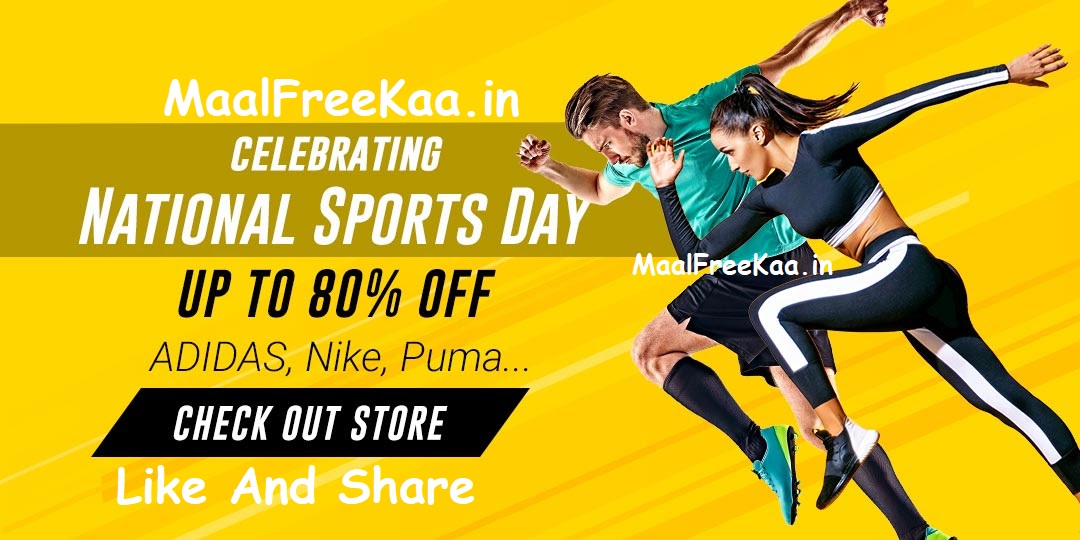 MaalFreeKaa.in
CELEBRATING
NATIONAL SPORTS DAY
UP TO 80% OFF
ADIDAS, Nike, Puma...
CHECK OUT STORE
Like And Share
MaalFreeKaa.in